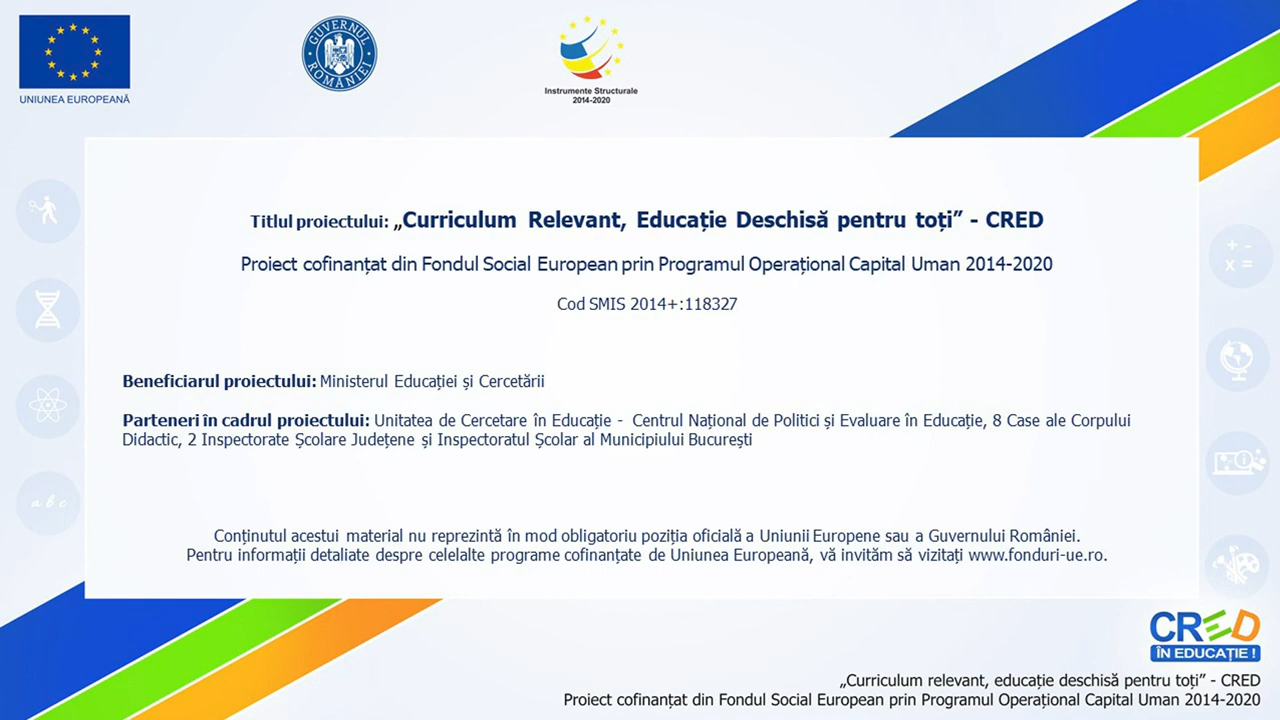 UNIUNEA EUROPEANĂ
GUVERNUL ROMÂNIEI
Instrumente Structurale
2014-2020
Titlul proiectului: „Curriculum Relevant, Educație Deschisă pentru toți” - CRED
Proiect cofinanțat din Fondul Social European prin Programul Operațional Capital Uman 2014-2020
Cod SMIS 2014+:118327
Beneficiarul proiectului: Ministerul Educației și Cercetării
Parteneri în cadrul proiectului: Unitatea de Cercetare în Educație - Centrul Național de Politici și Evaluare în Educație, 8 Case ale Corpului
Didactic, 2 Inspectorate Școlare Județene și Inspectoratul Școlar al Municipiului București
Conținutul acestui material nu reprezintă în mod obligatoriu poziția oficială a Uniunii Europene sau a Guvernului României.
Pentru informații detaliate despre celelalte programe cofinanțate de Uniunea Europeană, vă invităm să vizitați www.fonduri-ue.ro.
+ -
x =
a b c
CRED
ÎN EDUCAȚIE !
„Curriculum relevant, educație deschisă pentru toți” - CRED
Proiect cofinanțat din Fondul Social European prin Programul Operațional Capital Uman 2014-2020